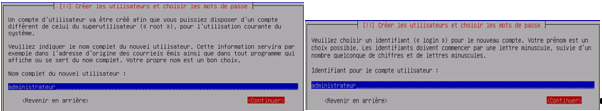 [!!] Créer les utilisateurs et choisir les mots de passe
Un compte d'utilisateur va être créé afin que vous puissiez disposer d'un compte
différent de celui du superutilisateur (« root »), pour l'utilisation courante du
système.
Veuillez indiquer le nom complet du nouvel utilisateur. Cette information servira par
exemple dans l'adresse d'origine des courriels émis ainsi que dans tout programme qui
affiche ou se sert du nom complet. Votre propre nom est un bon choix.
Nom complet du nouvel utilisateur :
administrateur
<Revenir en arrière>
<Continuer>
[!!] Créer les utilisateurs et choisir les mots de passe
Veuillez choisir un identifiant (« login ») pour le nouveau compte. Votre prénom est un
choix possible. Les identifiants doivent commencer par une lettre minuscule, suivie d'un
nombre quelconque de chiffres et de lettres minuscules.
Identifiant pour le compte utilisateur :
administrateur
<Revenir en arrière>
<Continuer>